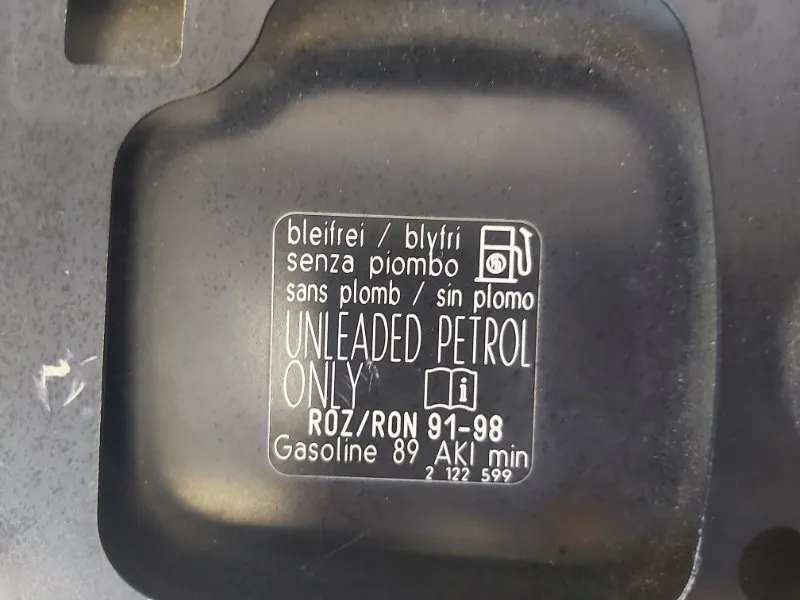 bleifrei / blyfri
senza piombo
sans plomb / sin plomo
UNLEADED PETROL
ONLY
ROZ/RON 91-98
Gasoline 89 AKI min
2 122 599